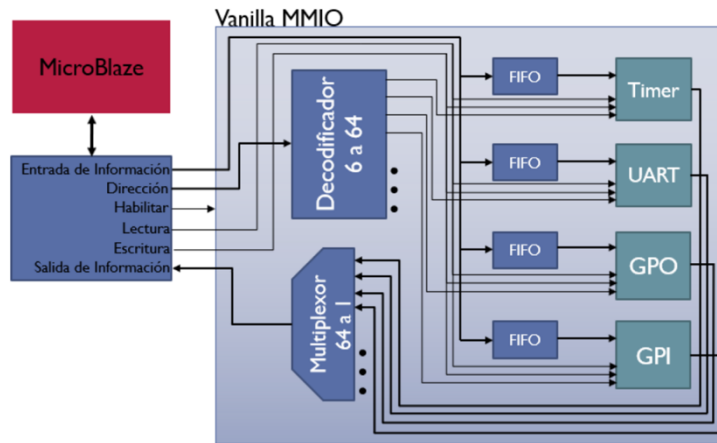 Vanilla MMIO
MicroBlaze
Entrada de Información
Dirección
Habilitar
Lectura
Escritura
Salida de Información
Decodificador
6 a 64
Multiplexor
64 a 1
FIFO
Timer
FIFO
UART
FIFO
GPO
FIFO
GPI